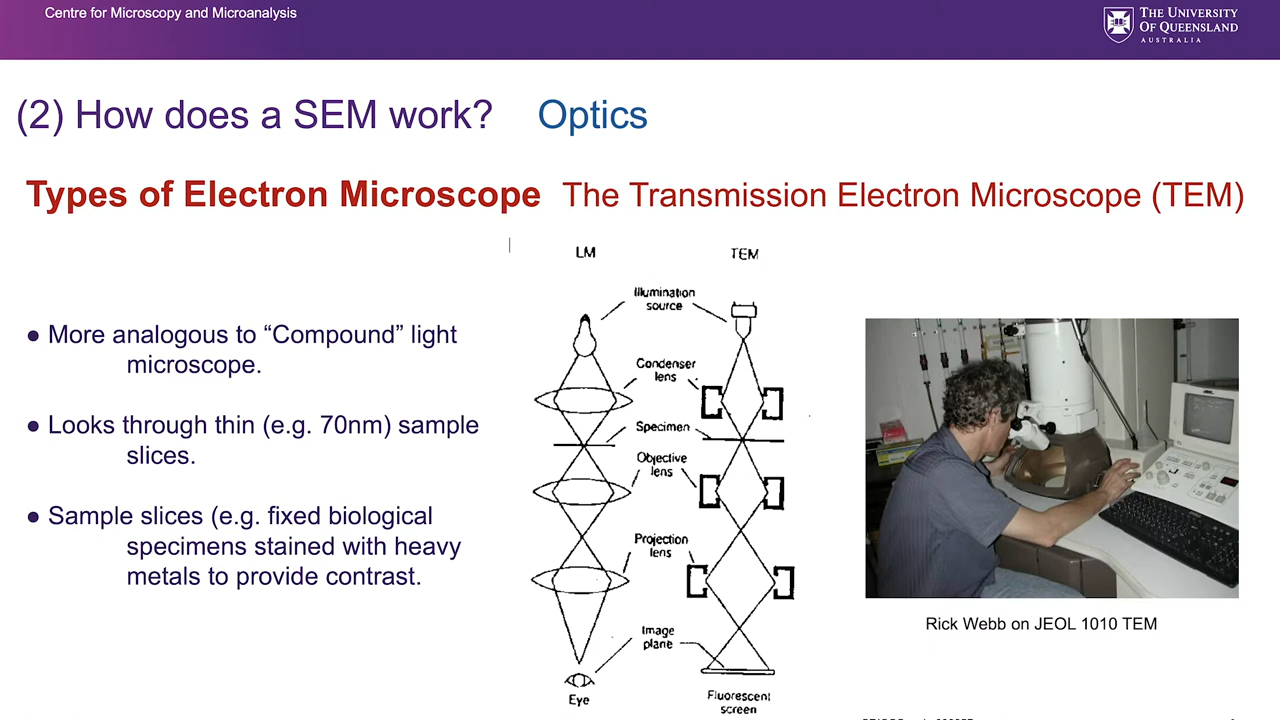 Centre for Microscopy and Microanalysis
THE UNIVERSITY
OF QUEENSLAND
AUSTRALIA
(2) How does a SEM work? Optics
Types of Electron Microscope The Transmission Electron Microscope (TEM)
● More analogous to “Compound” light
microscope.
● Looks through thin (e.g. 70nm) sample
slices.
● Sample slices (e.g. fixed biological
specimens stained with heavy
metals to provide contrast.
LM
TEM
Illumination
source
Condenser
lens
Specimen
Objective
lens
Projection
lens
Image
plane
Eye
Fluorescent
screen
Rick Webb on JEOL 1010 TEM